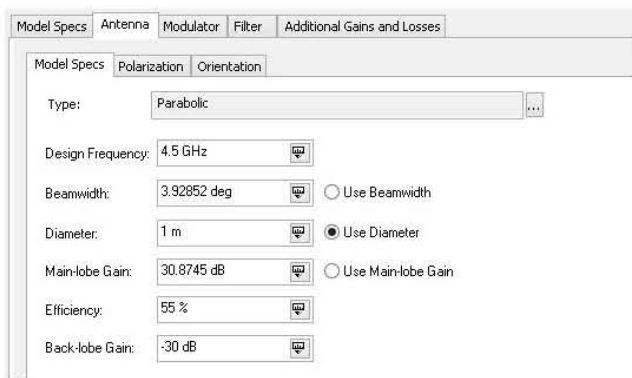 Model Specs Antenna Modulator Filter Additional Gains and Losses
Model Specs Polarization Orientation
Type: Parabolic ...
Design Frequency: 4.5 GHz
Beamwidth: 3.92852 deg Use Beamwidth
Diameter: 1 m Use Diameter
Main-lobe Gain: 30.8745 dB Use Main-lobe Gain
Efficiency: 55 %
Back-lobe Gain: -30 dB